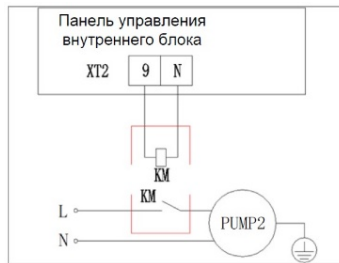 Панель управления
внутреннего блока
XT2 9 N
KM
KM
L
N
PUMP2